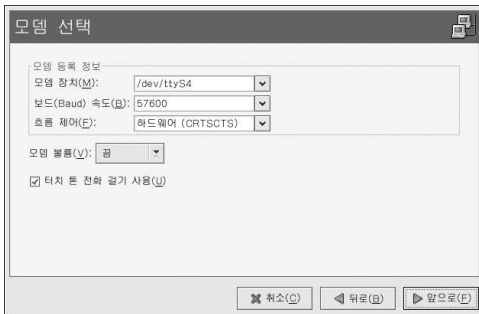 모뎀 선택
모뎀 등록 정보
모뎀 장치(M): /dev/ttyS4
보드(Baud) 속도(B): 57600
흐름 제어(F): 하드웨어 (CRTSCTS)
모뎀 볼륨(V): 끔
터치 톤 전화 걸기 사용(U)
취소(C) 뒤로(B) 앞으로(F)